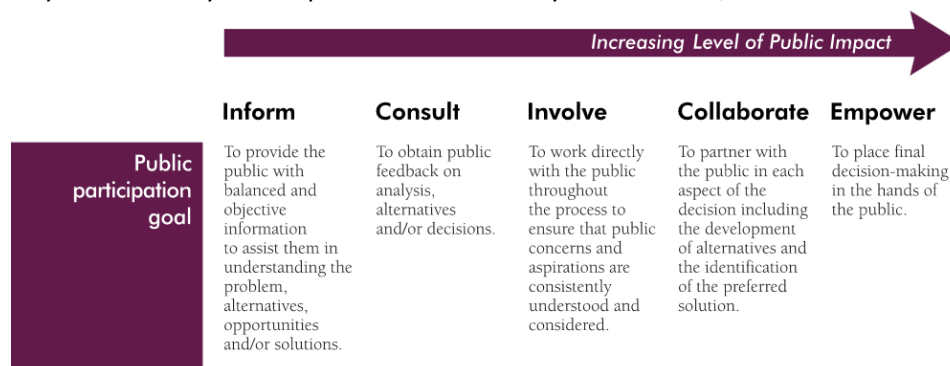 Increasing Level of Public Impact
Inform
Consult
Involve
Collaborate
Empower
Public
participation
goal
To provide the
public with
balanced and
objective
information
to assist them in
understanding the
problem,
alternatives,
opportunities
and/or solutions.
To obtain public
feedback on
analysis,
alternatives
and/or decisions.
To work directly
with the public
throughout
the process to
ensure that public
concerns and
aspirations are
consistently
understood and
considered.
To partner with
the public in each
aspect of the
decision including
the development
of alternatives and
the identification
of the preferred
solution.
To place final
decision-making
in the hands of
the public.